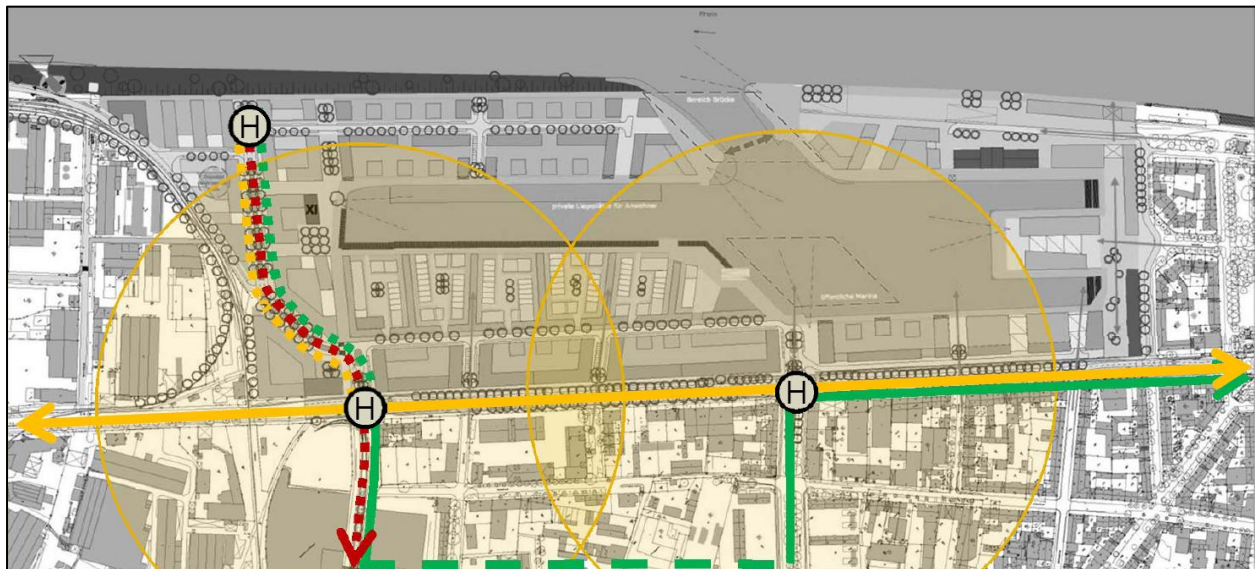 Rhein
Bereich Brücke
H
private Liegeplätze für Anwohner
XI
öffentliche Marina
H
H